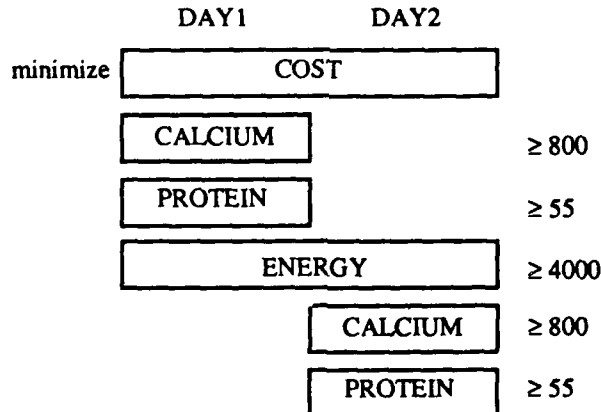 DAY1 DAY2
minimize COST
CALCIUM ≥ 800
PROTEIN ≥ 55
ENERGY ≥ 4000
CALCIUM ≥ 800
PROTEIN ≥ 55